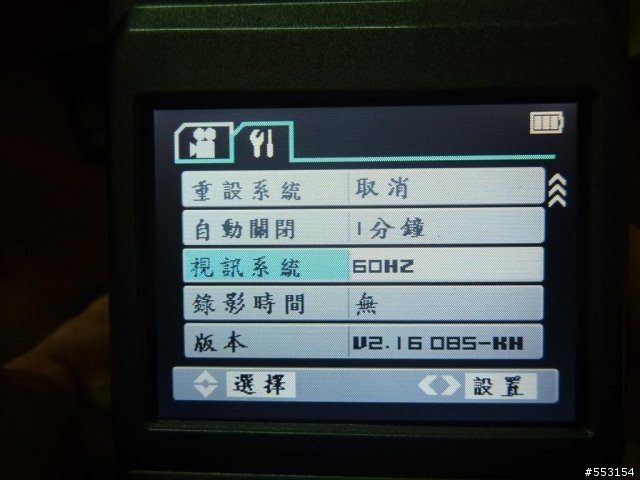 重設系統 取消
自動關閉 1分鐘
視訊系統 60HZ
錄影時間 無
版本 V2.16 085-KH
選擇 設置
#553154